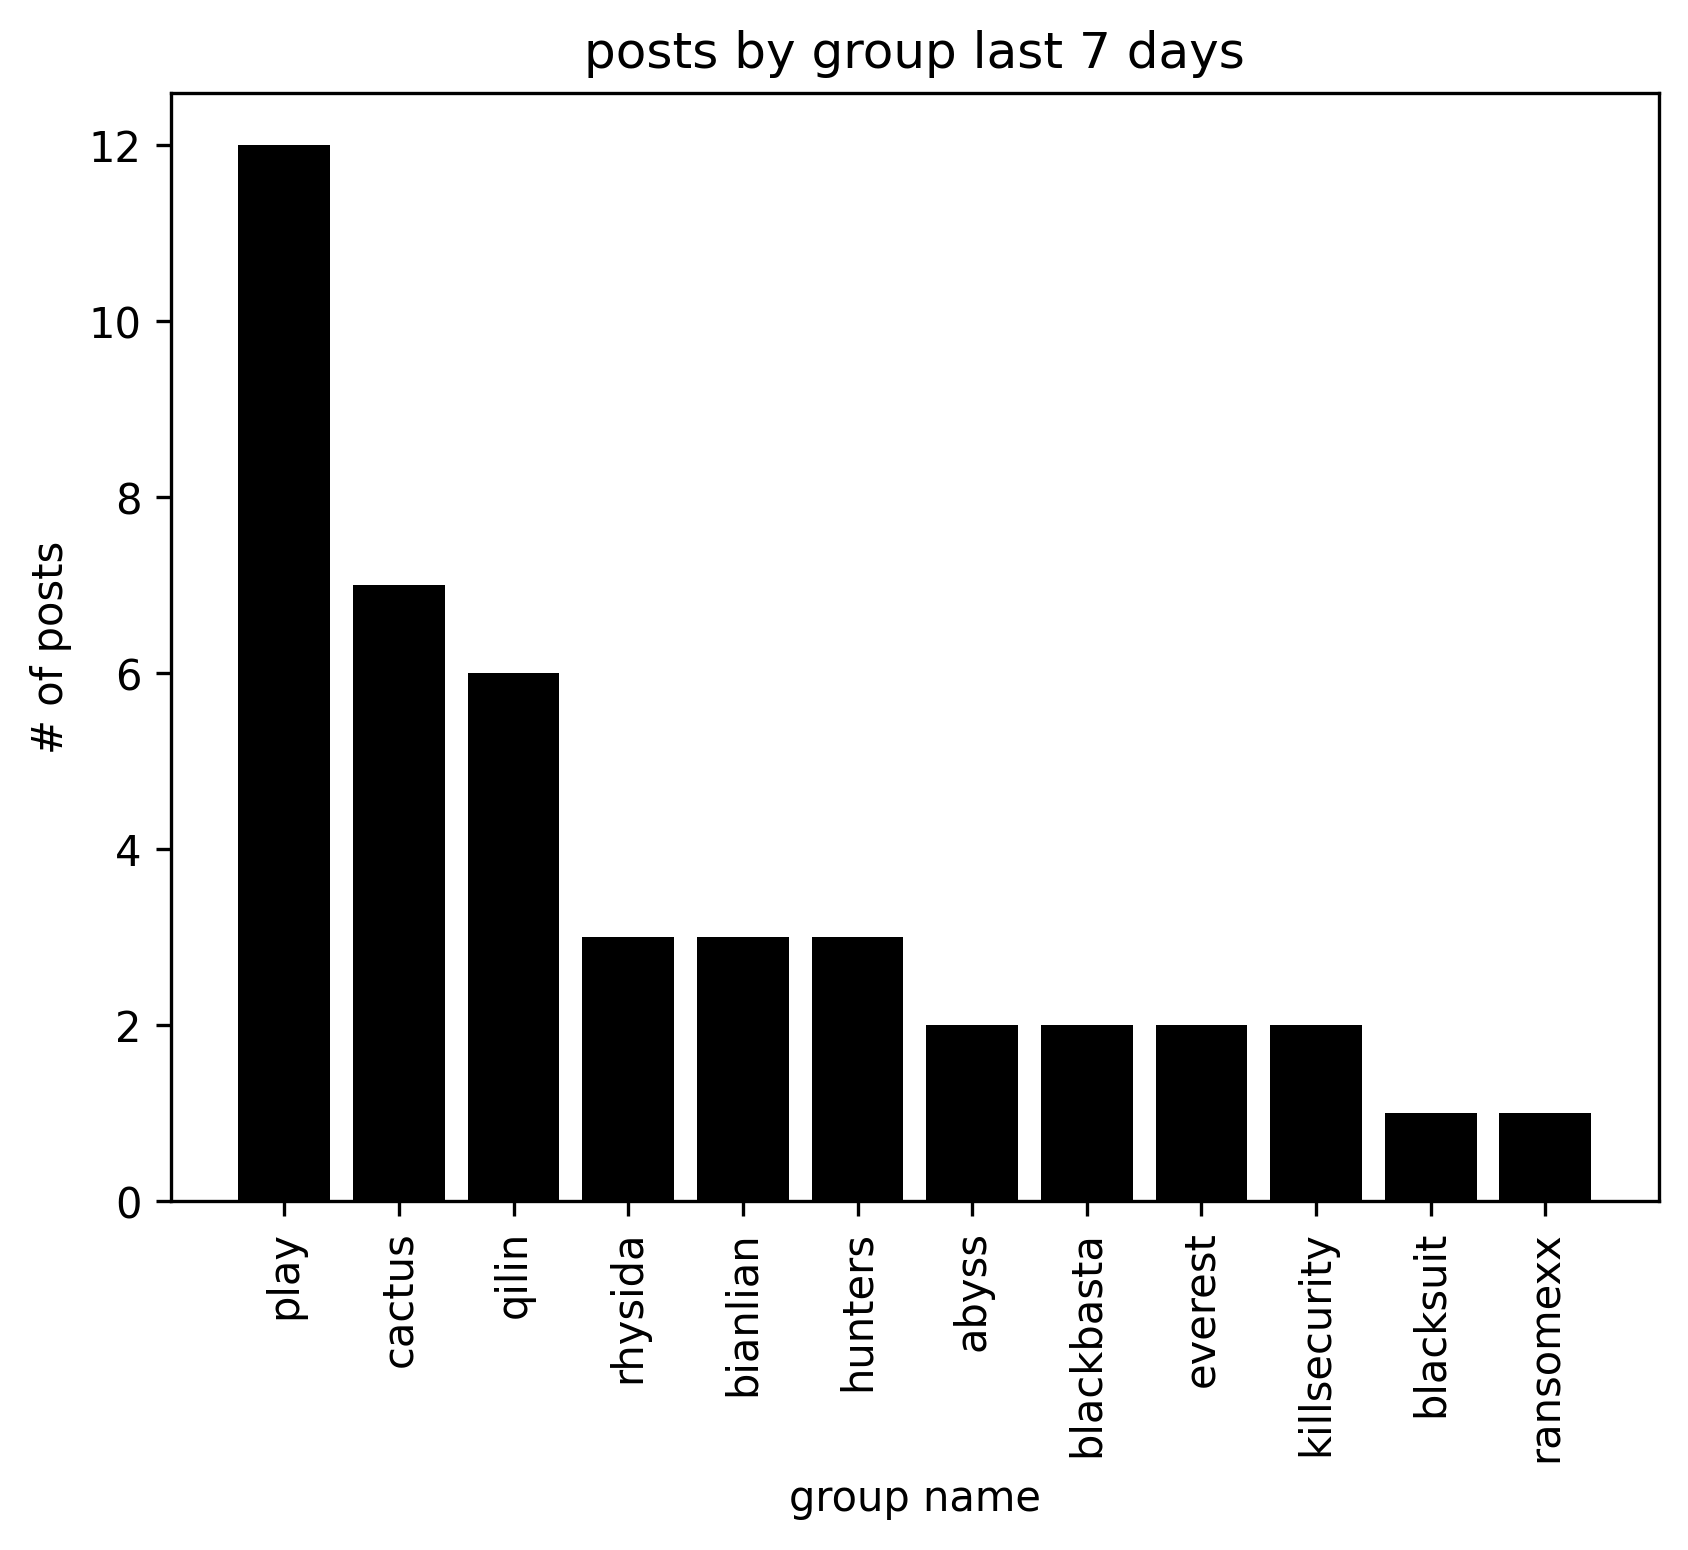 posts by group last 7 days
# of posts
12
10
8
6
4
2
0
play
cactus
qilin
rhysida
bianlian
hunters
abyss
blackbasta
everest
killsecurity
blacksuit
ransomexx
group name